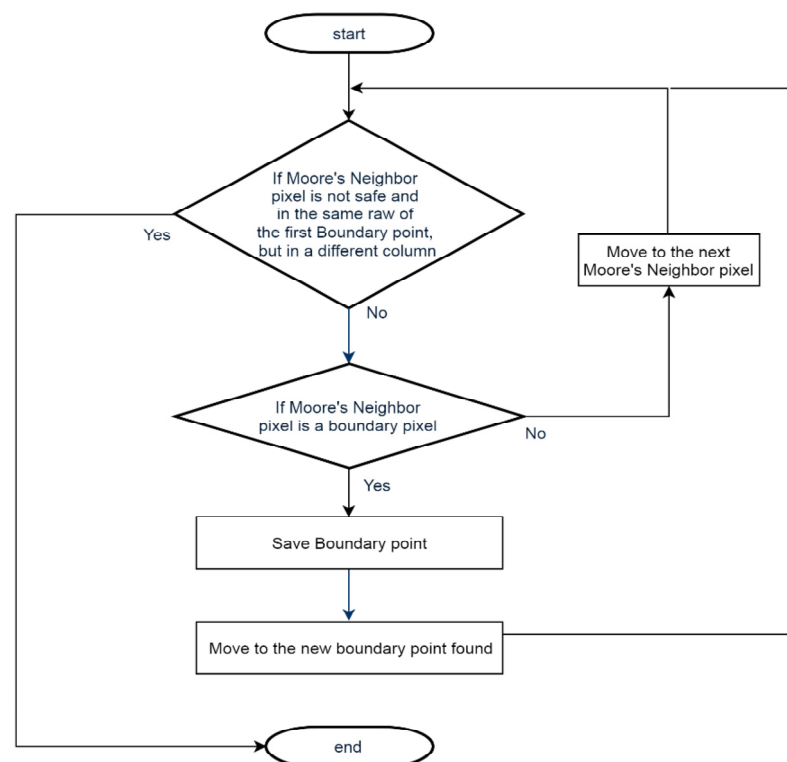 start
If Moore's Neighbor
pixel is not safe and
in the same raw of
the first Boundary point,
but in a different column
Yes
No
Move to the next
Moore's Neighbor pixel
If Moore's Neighbor
pixel is a boundary pixel
No
Yes
Save Boundary point
Move to the new boundary point found
end